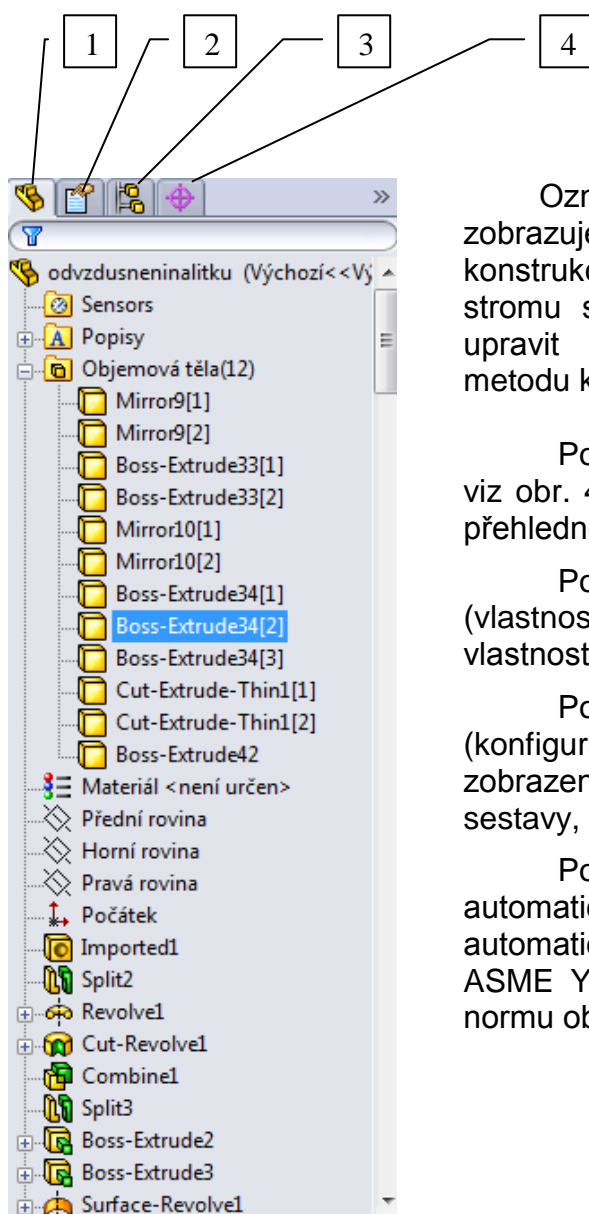 1 2 3 4
odvzdusneninalitku (Výchozí<<Vý
Sensors
Popisy
Objemová těla(12)
Mirror9[1]
Mirror9[2]
Boss-Extrude33[1]
Boss-Extrude33[2]
Mirror10[1]
Mirror10[2]
Boss-Extrude34[1]
Boss-Extrude34[2]
Boss-Extrude34[3]
Cut-Extrude-Thin1[1]
Cut-Extrude-Thin1[2]
Boss-Extrude42
Materiál <není určen>
Přední rovina
Horní rovina
Pravá rovina
Počátek
Imported1
Split2
Revolve1
Cut-Revolve1
Combine1
Split3
Boss-Extrude2
Boss-Extrude3
Surface-Revolve1
Ozn
zobrazuje
konstrukc
stromu s
upravit
metodu k
Po
viz obr. 4
přehledn
Po
(vlastnos
vlastnost
Po
(konfigur
zobrazen
sestavy,
Po
automati
automatic
ASME Y
normu ob